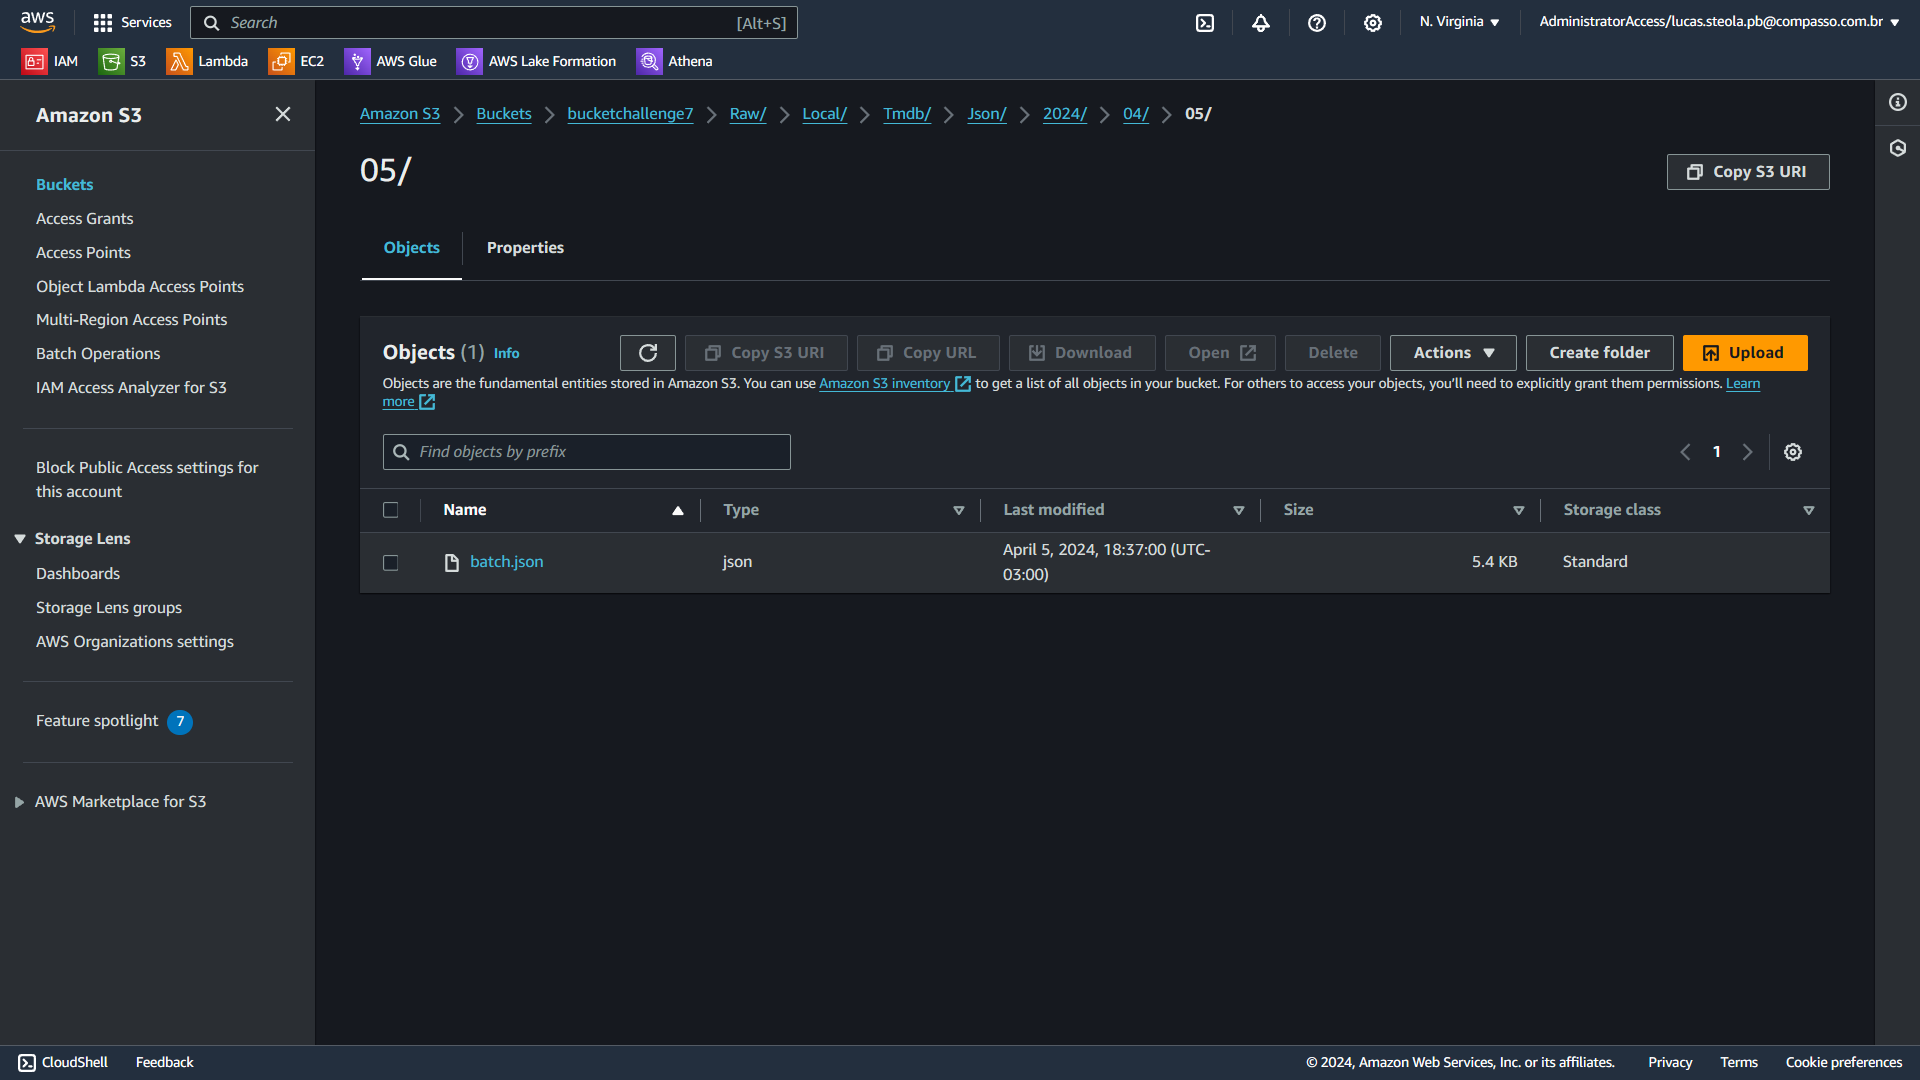 aws
Services
Search
[Alt+S]
N. Virginia
AdministratorAccess/lucas.steola.pb@compasso.com.br
IAM
S3
Lambda
EC2
AWS Glue
AWS Lake Formation
Athena
Amazon S3
Buckets
Access Grants
Access Points
Object Lambda Access Points
Multi-Region Access Points
Batch Operations
IAM Access Analyzer for S3
Block Public Access settings for
this account
Storage Lens
Dashboards
Storage Lens groups
AWS Organizations settings
Feature spotlight 7
AWS Marketplace for S3
Amazon S3
Buckets
bucketchallenge7
Raw/
Local/
Tmdb/
Json/
2024/
04/
05/
05/
Copy S3 URI
Objects
Properties
Objects (1) Info
Copy S3 URI
Copy URL
Download
Open
Delete
Actions
Create folder
Upload
Objects are the fundamental entities stored in Amazon S3. You can use Amazon S3 inventory to get a list of all objects in your bucket. For others to access your objects, you’ll need to explicitly grant them permissions. Learn
more
Find objects by prefix
1
Name
Type
Last modified
Size
Storage class
batch.json
json
April 5, 2024, 18:37:00 (UTC-
03:00)
5.4 KB
Standard
CloudShell
Feedback
© 2024, Amazon Web Services, Inc. or its affiliates.
Privacy
Terms
Cookie preferences